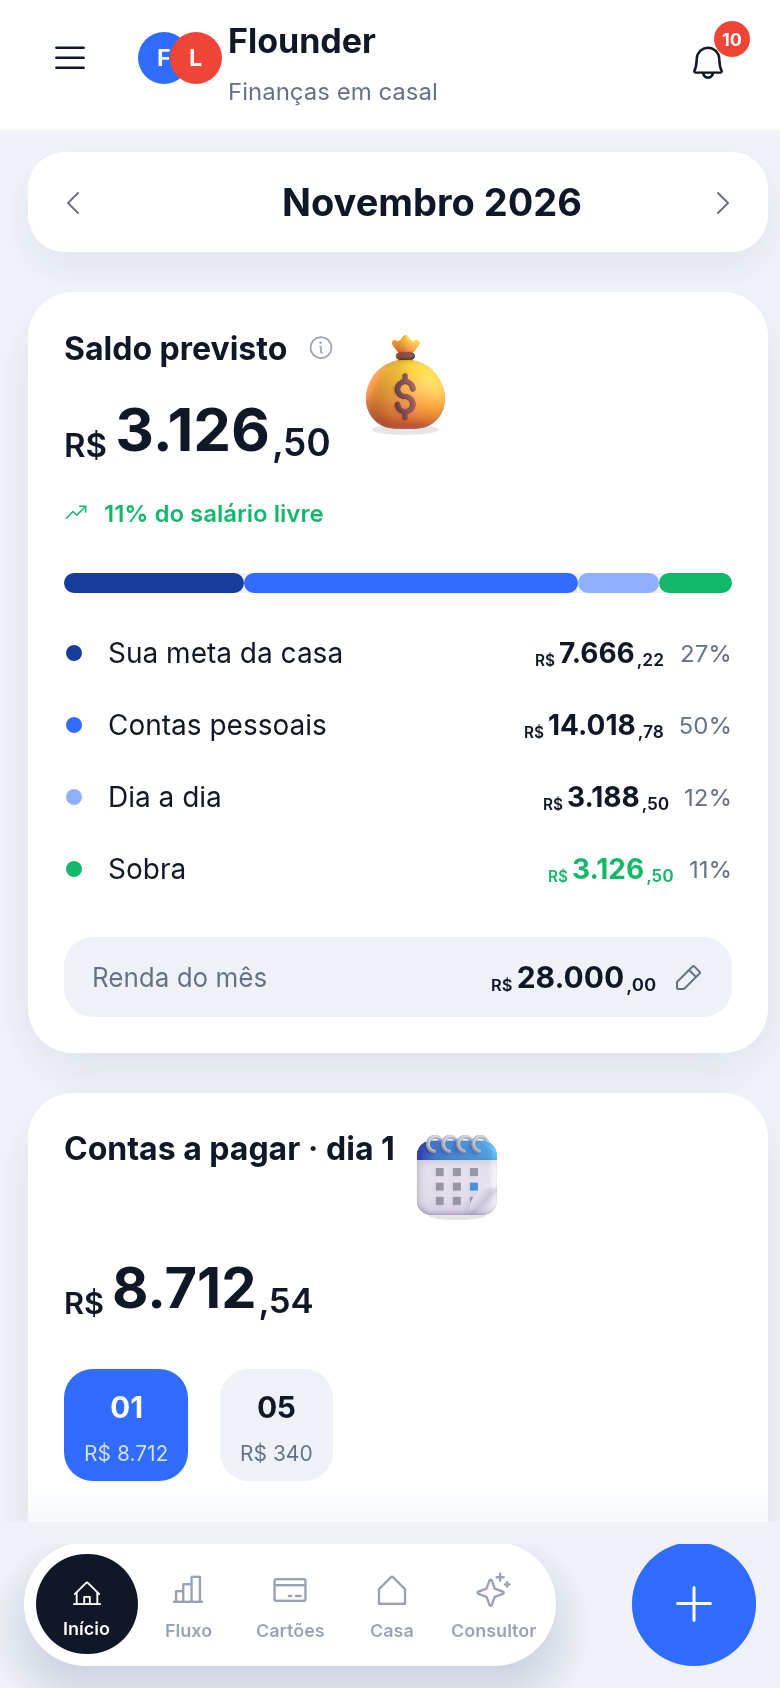 F L Flounder
Finanças em casal
10
Novembro 2026
Saldo previsto
R$ 3.126,50
11% do salário livre
Sua meta da casa R$ 7.666,22 27%
Contas pessoais R$ 14.018,78 50%
Dia a dia R$ 3.188,50 12%
Sobra R$ 3.126,50 11%
Renda do mês R$ 28.000,00
Contas a pagar · dia 1
R$ 8.712,54
01 05
R$ 8.712 R$ 340
Início Fluxo Cartões Casa Consultor